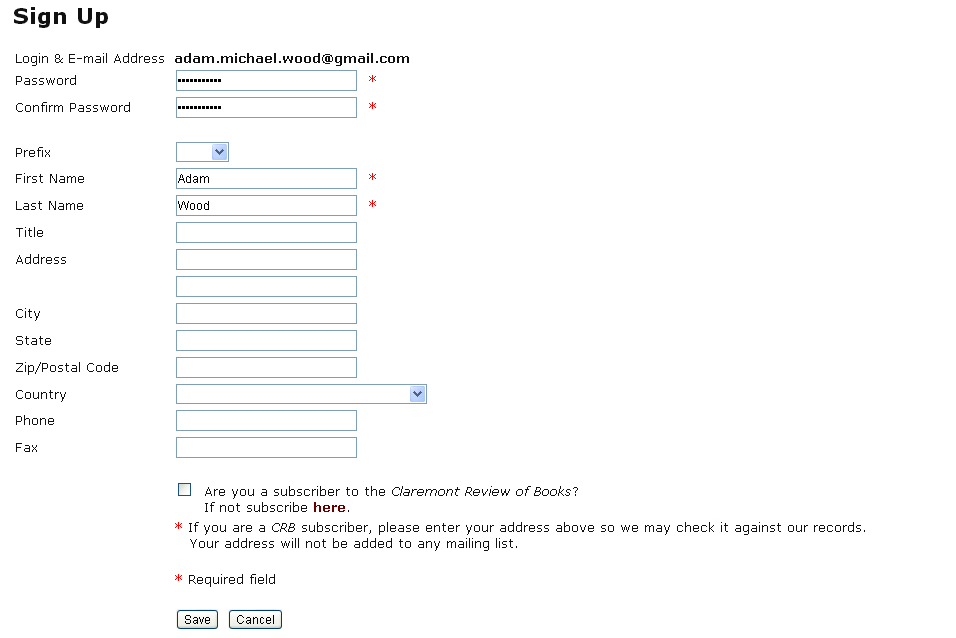 Sign Up
Login & E-mail Address adam.michael.wood@gmail.com
Password ••••••••••• *
Confirm Password ••••••••••• *
Prefix
First Name Adam *
Last Name Wood *
Title
Address
City
State
Zip/Postal Code
Country
Phone
Fax
Are you a subscriber to the Claremont Review of Books?
If not subscribe here.
* If you are a CRB subscriber, please enter your address above so we may check it against our records.
Your address will not be added to any mailing list.
* Required field
Save Cancel